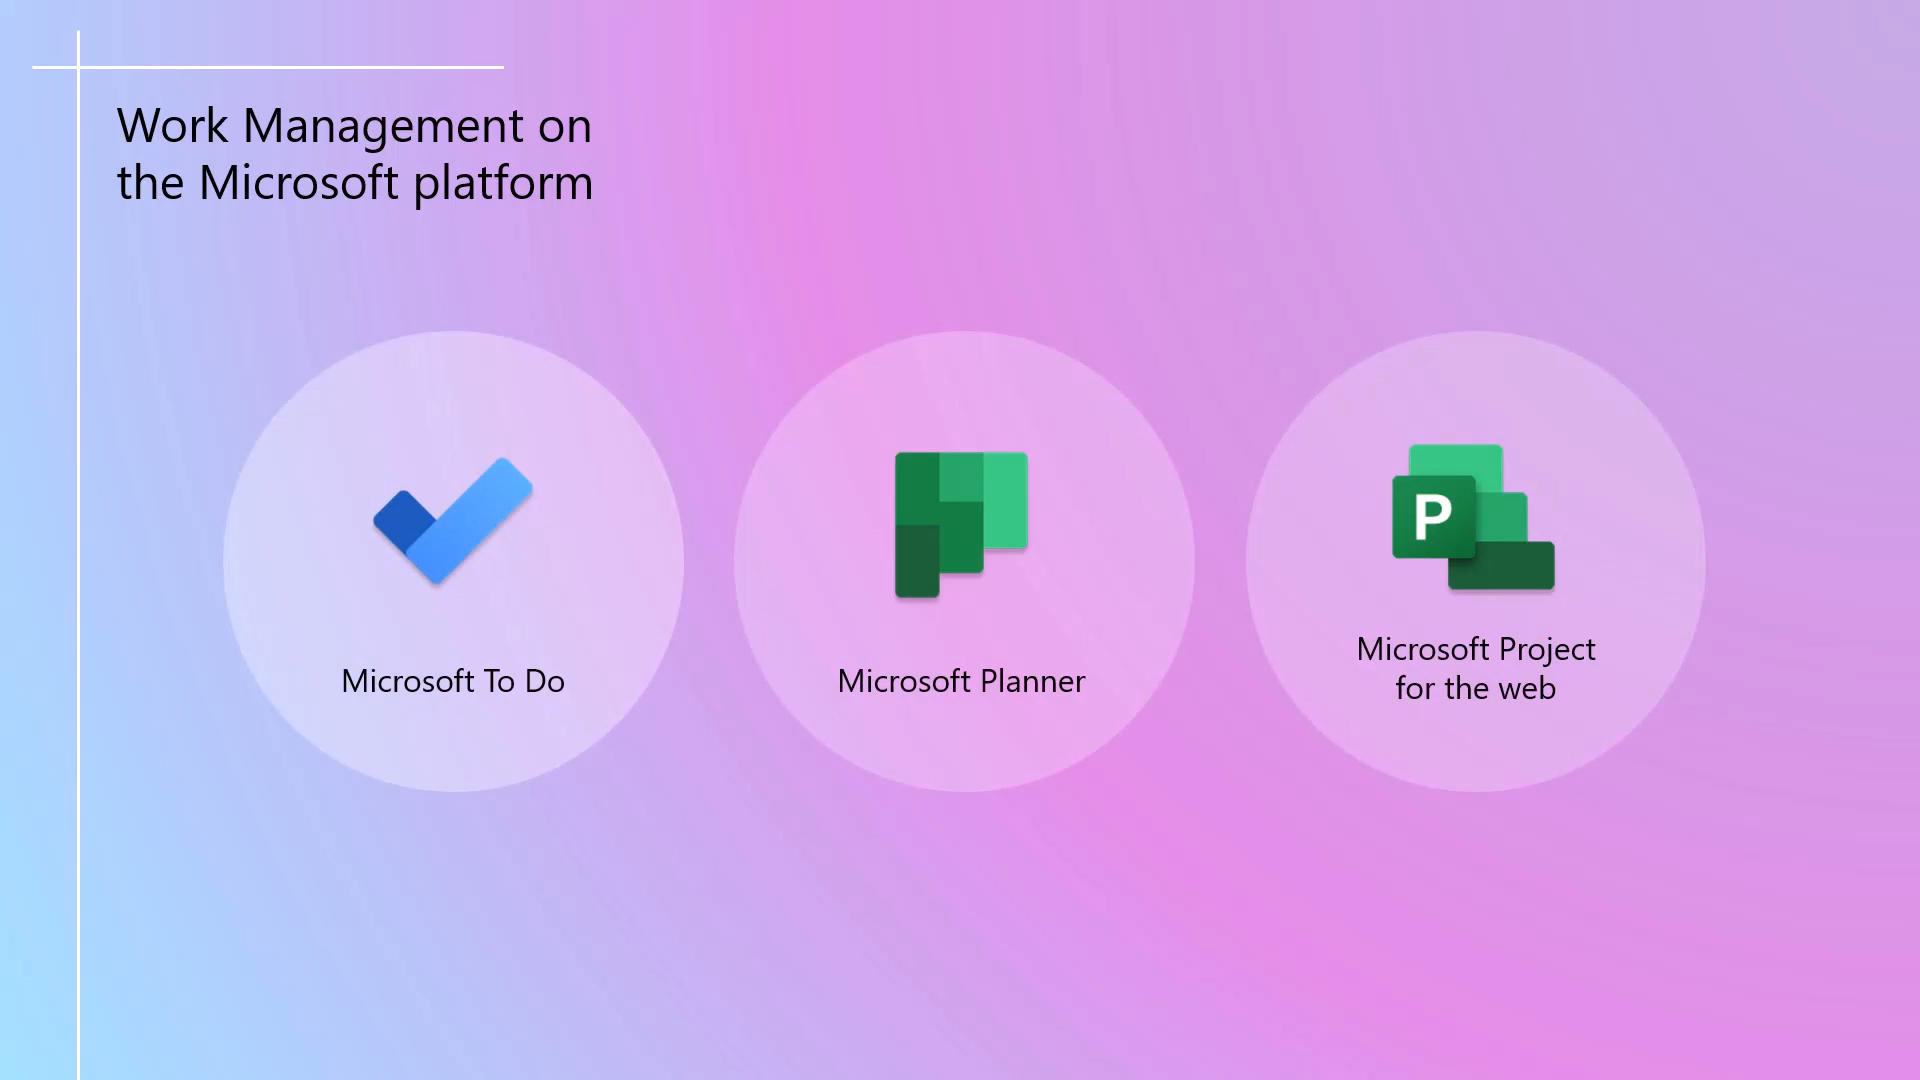 Work Management on
the Microsoft platform
Microsoft To Do
Microsoft Planner
P
Microsoft Project
for the web